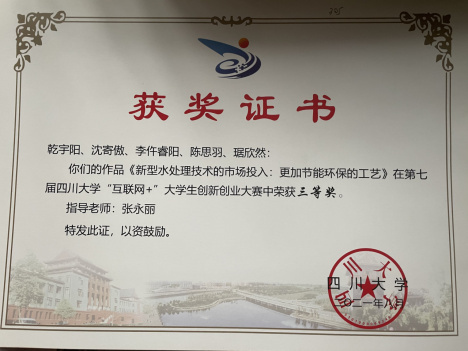 获奖证书
乾宇阳、沈寄傲、李仵睿阳、陈思羽、琚欣然：
你们的作品《新型水处理技术的市场投入：更加节能环保的工艺》在第七
届四川大学“互联网+”大学生创新创业大赛中荣获三等奖。
指导老师：张永丽
特发此证，以资鼓励。
四川大学
二〇二一年八月